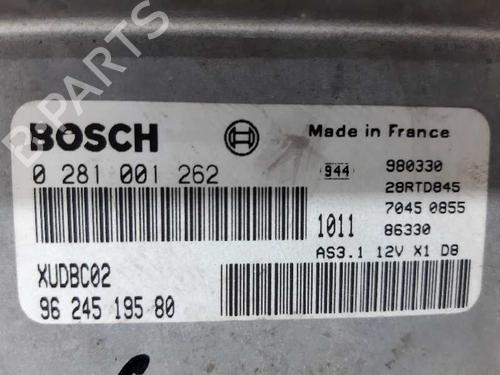 B-PARTS
BOSCH
Made in France
0 281 001 262
944 980330
28RTD845
7045 0855
1011 86330
AS3.1 12V X1 D8
XUDBC02
96 245 195 80